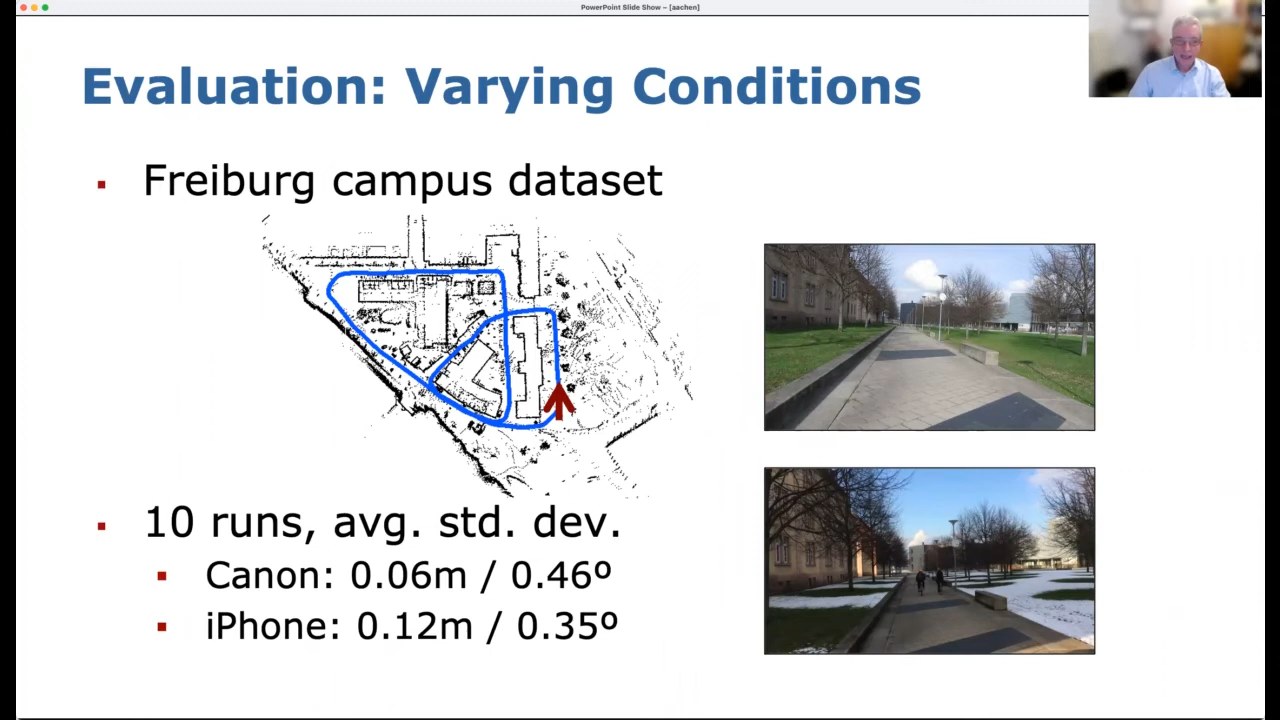 PowerPoint Slide Show – [aachen]
Evaluation: Varying Conditions
▪ Freiburg campus dataset
▪ 10 runs, avg. std. dev.
▪ Canon: 0.06m / 0.46º
▪ iPhone: 0.12m / 0.35º